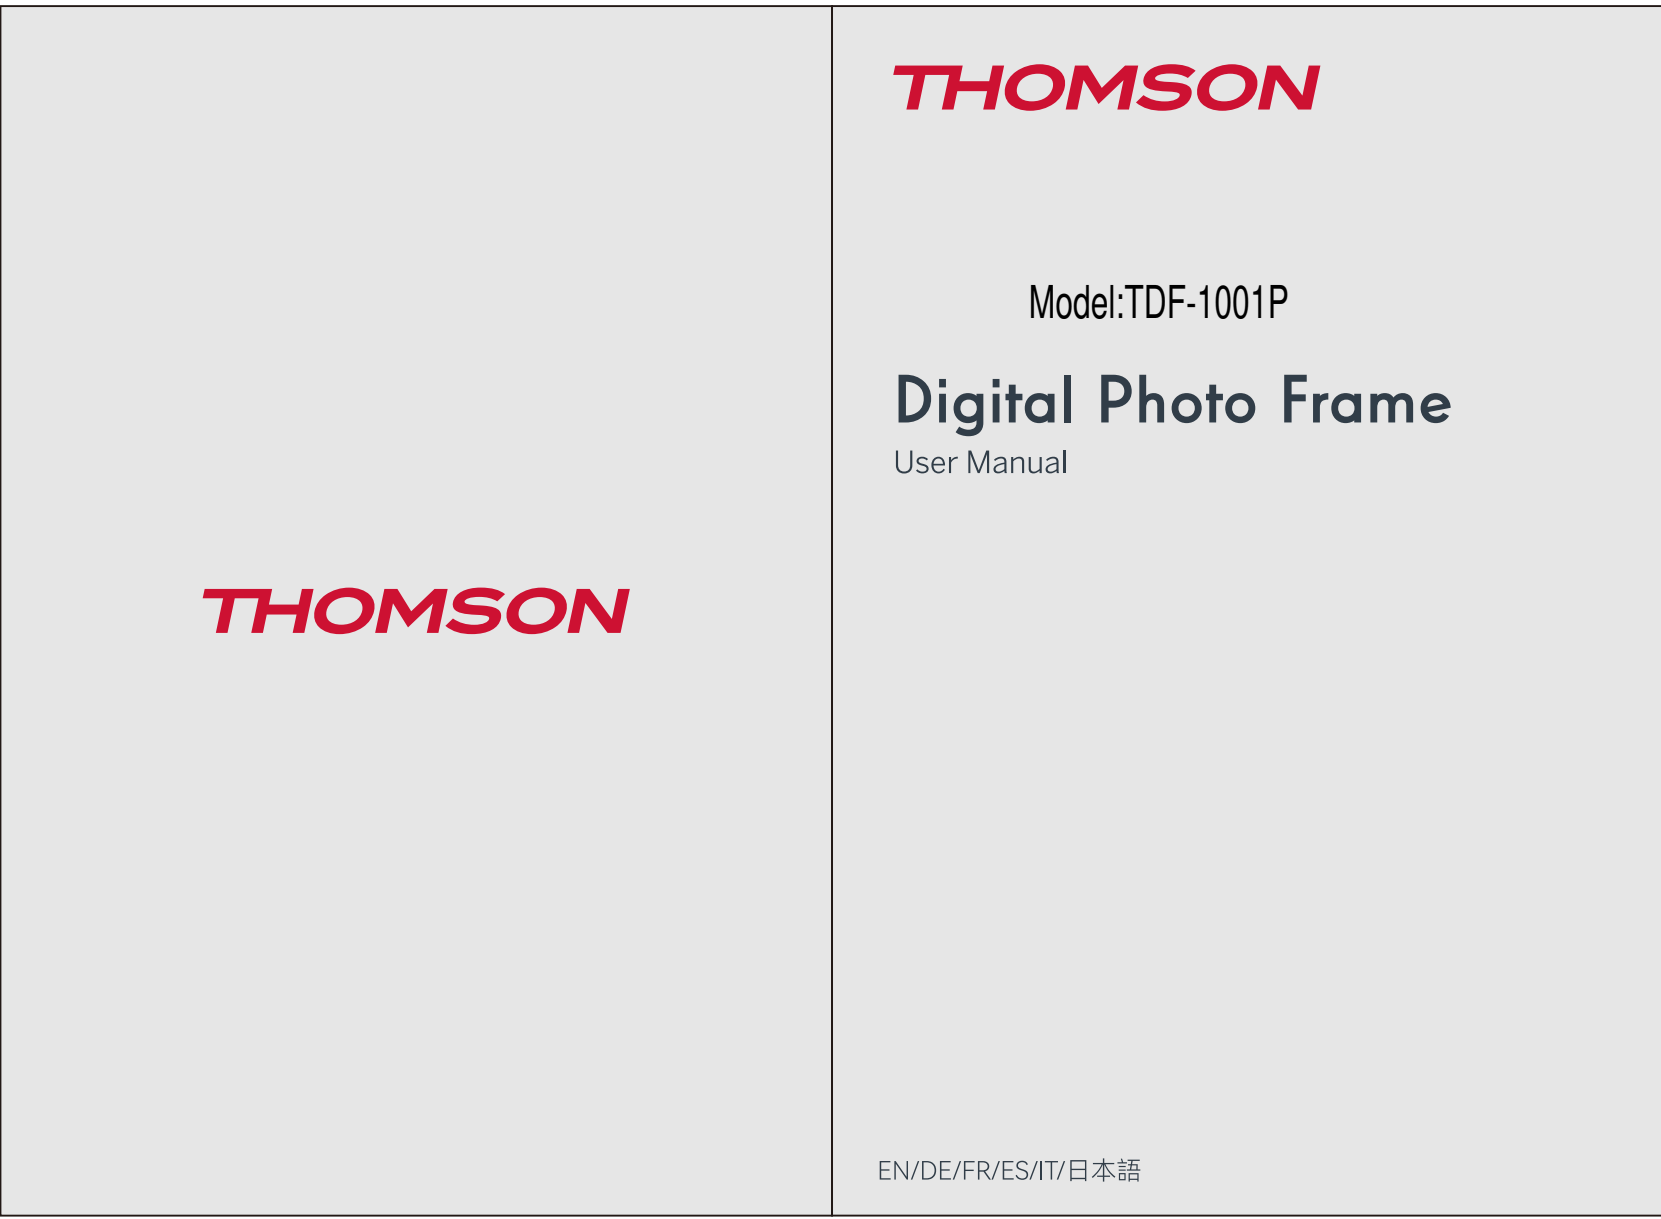 THOMSON
THOMSON
Model:TDF-1001P
Digital Photo Frame
User Manual
EN/DE/FR/ES/IT/日本語